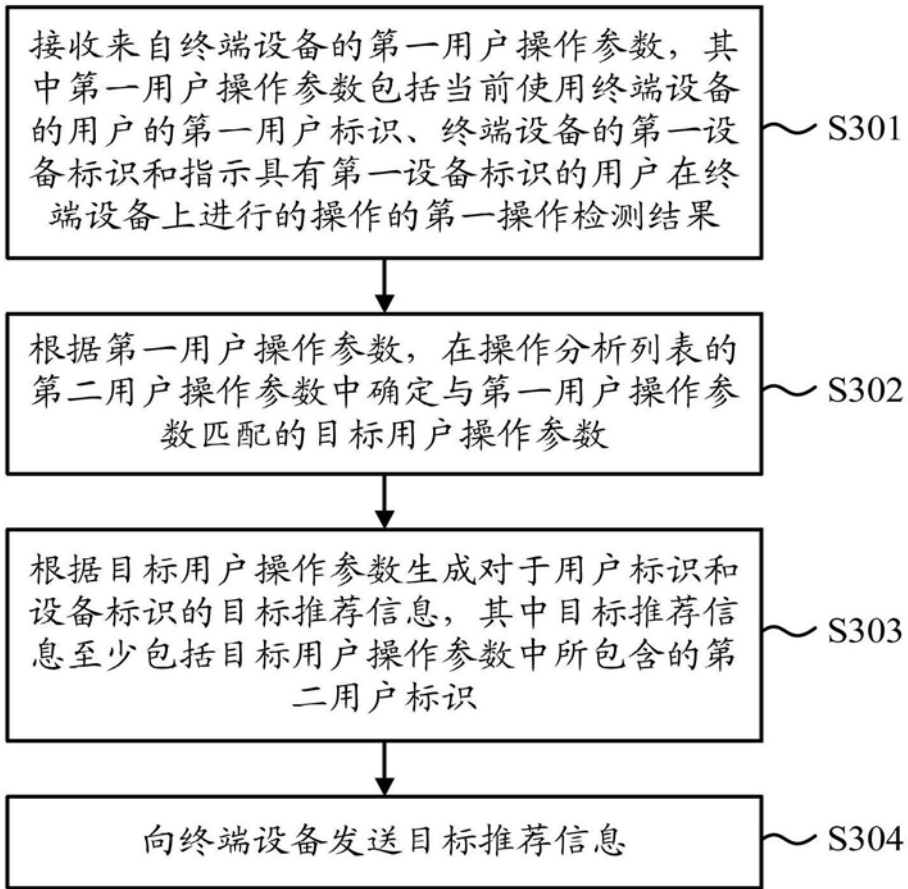 接收来自终端设备的第一用户操作参数，其
中第一用户操作参数包括当前使用终端设备
的用户的第一用户标识、终端设备的第一设
备标识和指示具有第一设备标识的用户在终
端设备上进行的操作的第一操作检测结果
S301
根据第一用户操作参数，在操作分析列表的
第二用户操作参数中确定与第一用户操作参
数匹配的目标用户操作参数
S302
根据目标用户操作参数生成对于用户标识和
设备标识的目标推荐信息，其中目标推荐信
息至少包括目标用户操作参数中所包含的第
二用户标识
S303
向终端设备发送目标推荐信息
S304